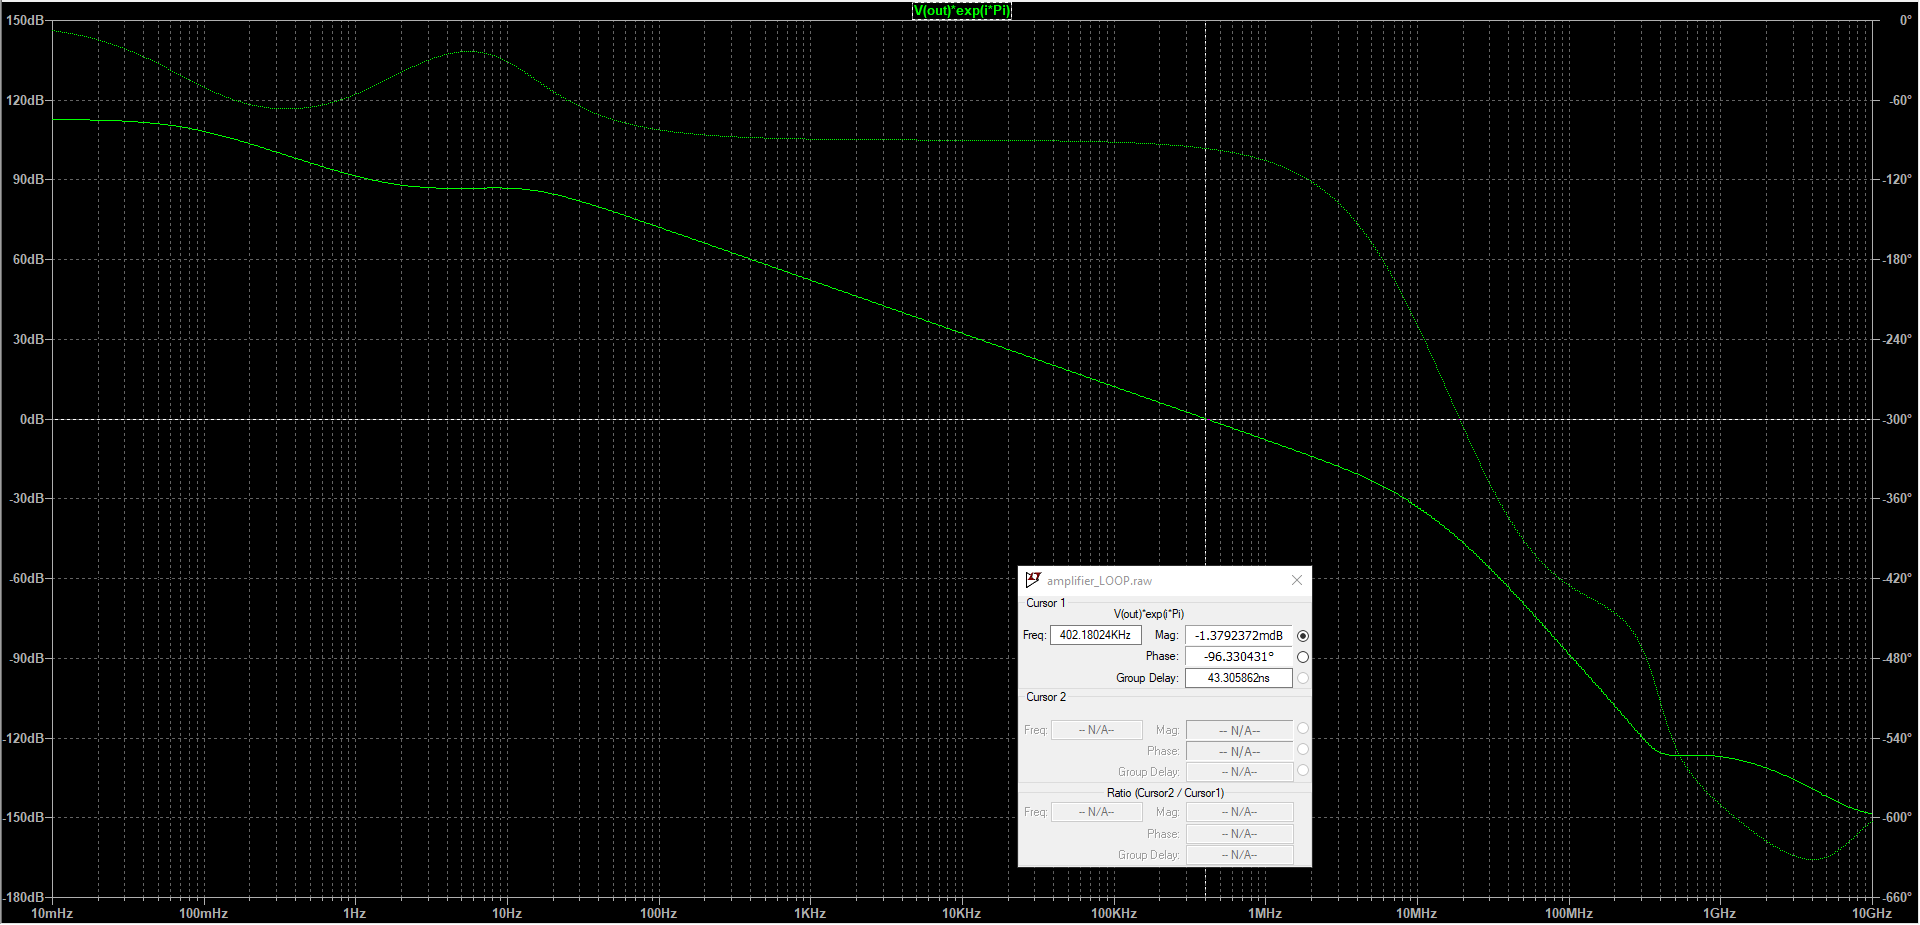 V(out)*exp(i*Pi)
150dB
0°
120dB
-60°
90dB
-120°
60dB
-180°
30dB
-240°
0dB
-300°
-30dB
-360°
-60dB
-420°
-90dB
-480°
-120dB
-540°
-150dB
-600°
-180dB
-660°
10mHz 100mHz 1Hz 10Hz 100Hz 1KHz 10KHz 100KHz 1MHz 10MHz 100MHz 1GHz 10GHz
amplifier_LOOP.raw
Cursor 1
V(out)*exp(i*Pi)
Freq: 402.18024KHz Mag: -1.3792372mdB
Phase: -96.330431°
Group Delay: 43.305862ns
Cursor 2
Freq: -- N/A-- Mag: -- N/A--
Phase: -- N/A--
Group Delay: -- N/A--
Ratio (Cursor2 / Cursor1)
Freq: -- N/A-- Mag: -- N/A--
Phase: -- N/A--
Group Delay: -- N/A--